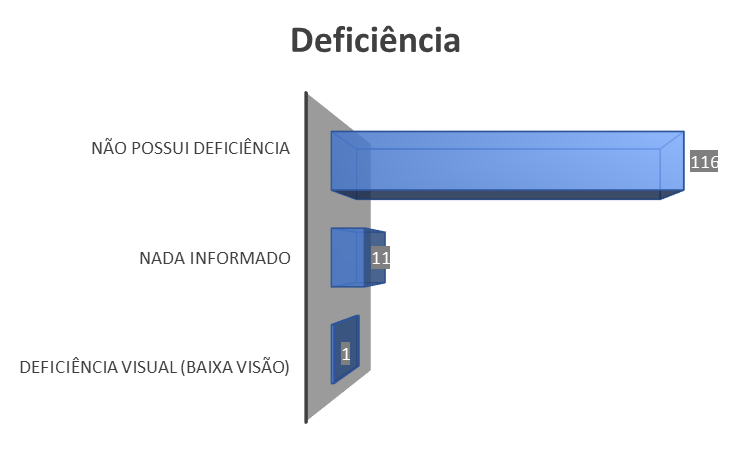 Deficiência
NÃO POSSUI DEFICIÊNCIA
116
NADA INFORMADO
11
1
DEFICIÊNCIA VISUAL (BAIXA VISÃO)